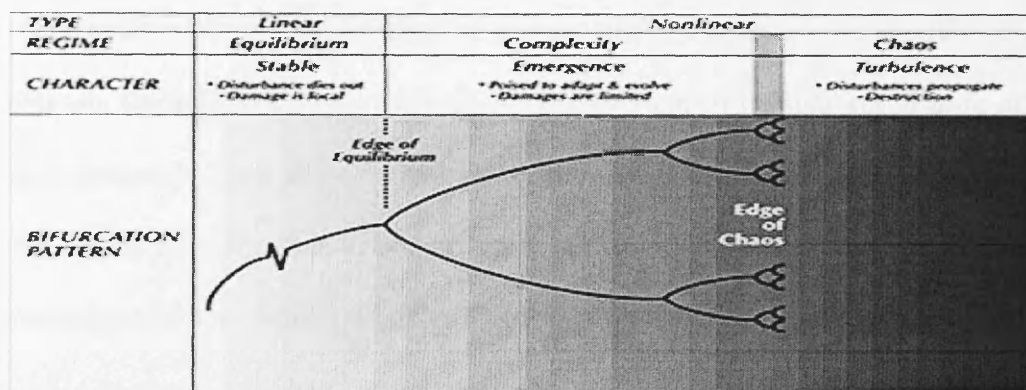 TYPE Linear Nonlinear
REGIME Equilibrium Complexity Chaos
Stable Emergence Turbulence
CHARACTER • Disturbance dies out • Poised to adapt & evolve • Disturbances propogate
• Damage is local • Damages are limited • Destruction
Edge of
Equilibrium
BIFURCATION
PATTERN
Edge
of
Chaos